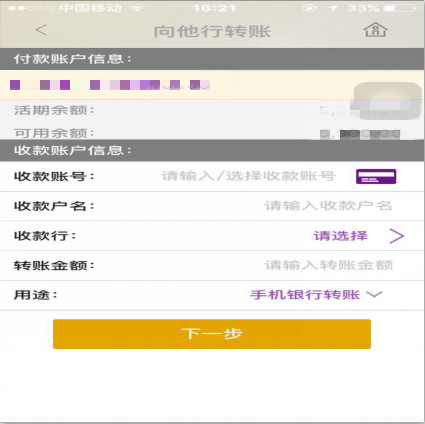 中国移动 16:21 33%
向他行转账
付款账户信息:
活期余额:
可用余额:
收款账户信息:
收款账号: 请输入/选择收款账号
收款户名: 请输入收款户名
收款行: 请选择
转账金额: 请输入转账金额
用途: 手机银行转账
下一步